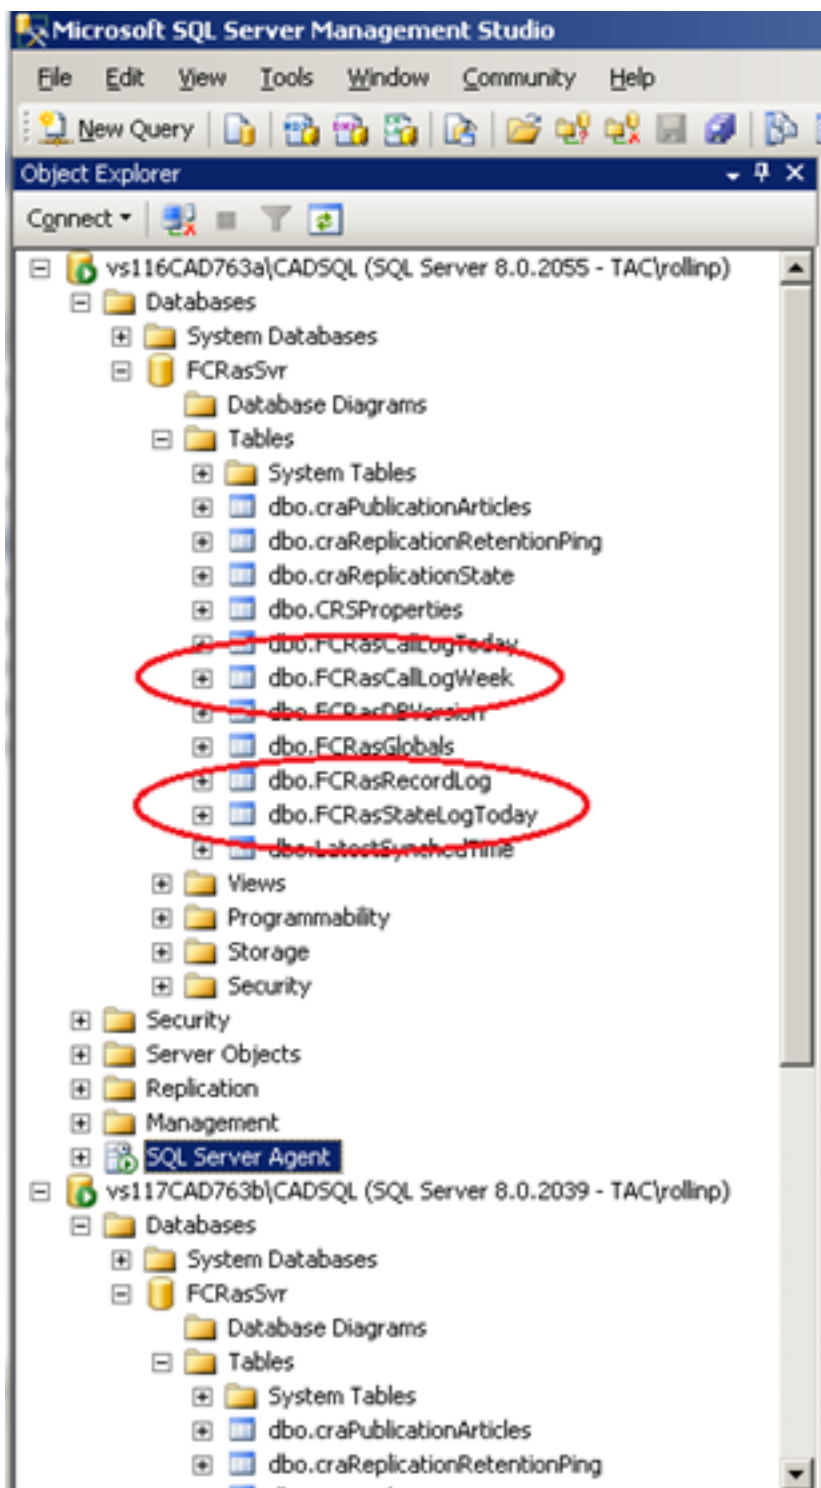 Microsoft SQL Server Management Studio
File Edit View Tools Window Community Help
New Query
Object Explorer
Connect
vs116CAD763a\CADSQL (SQL Server 8.0.2055 - TAC\rollinp)
Databases
System Databases
FCRasSvr
Database Diagrams
Tables
System Tables
dbo.craPublicationArticles
dbo.craReplicationRetentionPing
dbo.craReplicationState
dbo.CRSProperties
dbo.FCRasCallLogToday
dbo.FCRasCallLogWeek
dbo.FCRasDBVersion
dbo.FCRasGlobals
dbo.FCRasRecordLog
dbo.FCRasStateLogToday
dbo.LatestSynchedTime
Views
Programmability
Storage
Security
Security
Server Objects
Replication
Management
SQL Server Agent
vs117CAD763b\CADSQL (SQL Server 8.0.2039 - TAC\rollinp)
Databases
System Databases
FCRasSvr
Database Diagrams
Tables
System Tables
dbo.craPublicationArticles
dbo.craReplicationRetentionPing